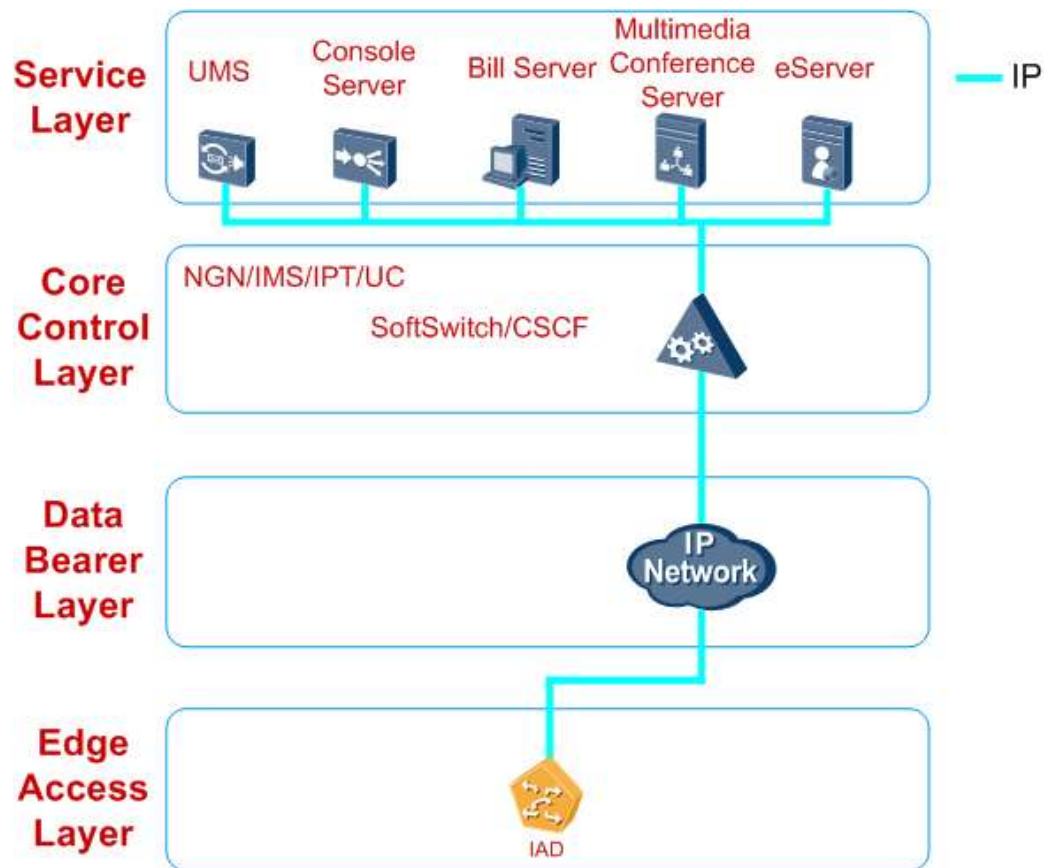 Service
Layer
UMS
Console
Server
Bill Server
Multimedia
Conference
Server
eServer
IP
Core
Control
Layer
NGN/IMS/IPT/UC
SoftSwitch/CSCF
Data
Bearer
Layer
IP
Network
Edge
Access
Layer
IAD